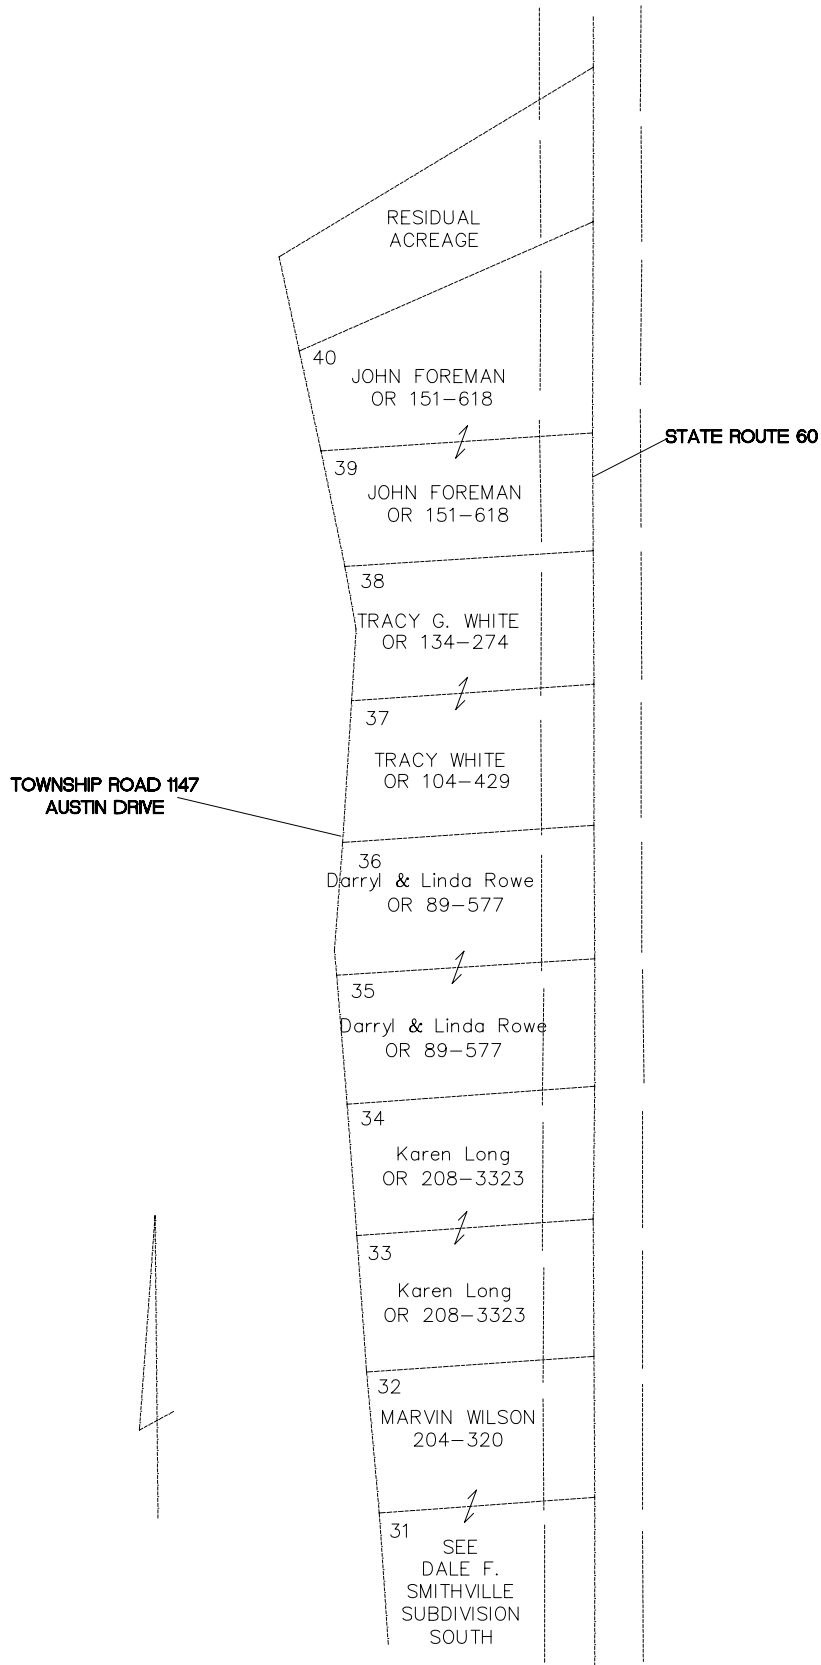 RESIDUAL
ACREAGE
40
JOHN FOREMAN
OR 151-618
STATE ROUTE 60
39
JOHN FOREMAN
OR 151-618
38
TRACY G. WHITE
OR 134-274
37
TRACY WHITE
OR 104-429
TOWNSHIP ROAD 1147
AUSTIN DRIVE
36
Darryl & Linda Rowe
OR 89-577
35
Darryl & Linda Rowe
OR 89-577
34
Karen Long
OR 208-3323
33
Karen Long
OR 208-3323
32
MARVIN WILSON
204-320
31
SEE
DALE F.
SMITHVILLE
SUBDIVISION
SOUTH